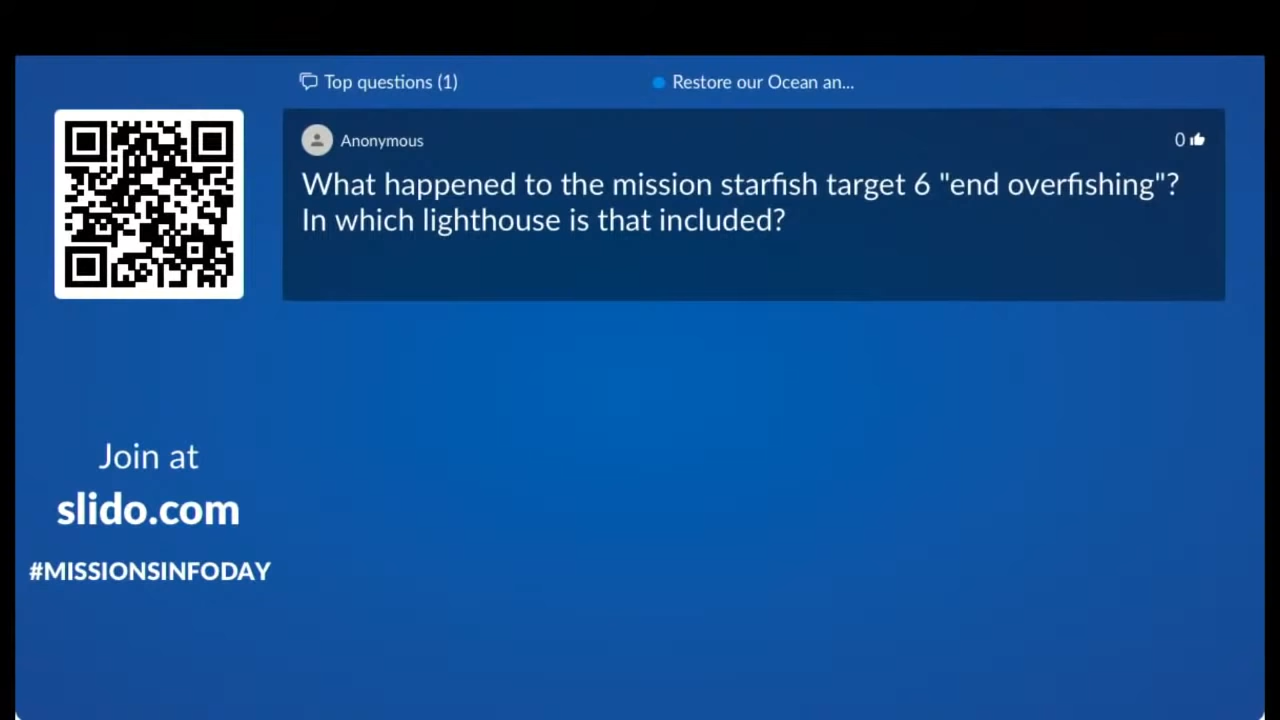 Top questions (1)
Restore our Ocean an...
Anonymous
0
What happened to the mission starfish target 6 "end overfishing"?
In which lighthouse is that included?
Join at
slido.com
#MISSIONSINFODAY